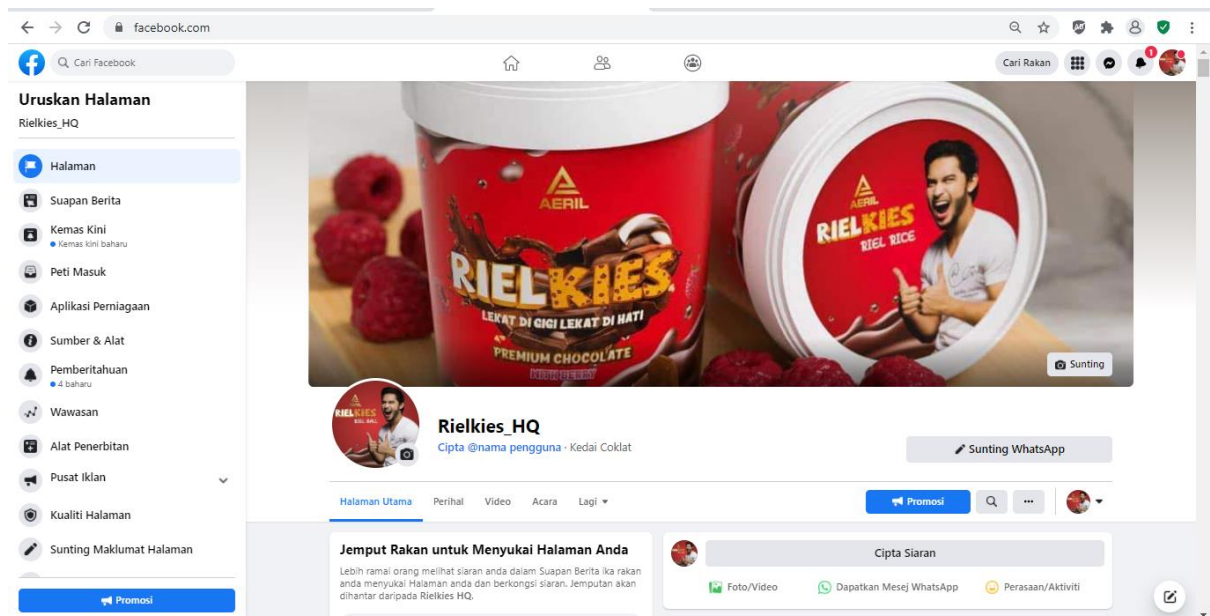 facebook.com
Cari Facebook
Cari Rakan
1
Uruskan Halaman
Rielkies_HQ
Halaman
Suapan Berita
Kemas Kini
Kemas kini baharu
Peti Masuk
Aplikasi Perniagaan
Sumber & Alat
Pemberitahuan
4 baharu
Wawasan
Alat Penerbitan
Pusat Iklan
Kualiti Halaman
Sunting Maklumat Halaman
Promosi
AERIL
RIELKIES
LEKAT DI GIGI LEKAT DI HATI
PREMIUM CHOCOLATE
AERIL
RIELKIES
RIEL RICE
Sunting
RIELKIES
Rielkies_HQ
Cipta @nama pengguna · Kedai Coklat
Sunting WhatsApp
Halaman Utama Perihal Video Acara Lagi
Promosi
Jemput Rakan untuk Menyukai Halaman Anda
Lebih ramai orang melihat siaran anda dalam Suapan Berita jka rakan
anda menyukai Halaman anda dan berkongsi siaran. Jemputan akan
dihantar daripada Rielkies HQ.
Cipta Siaran
Foto/Video Dapatkan Mesej WhatsApp Perasaan/Aktiviti